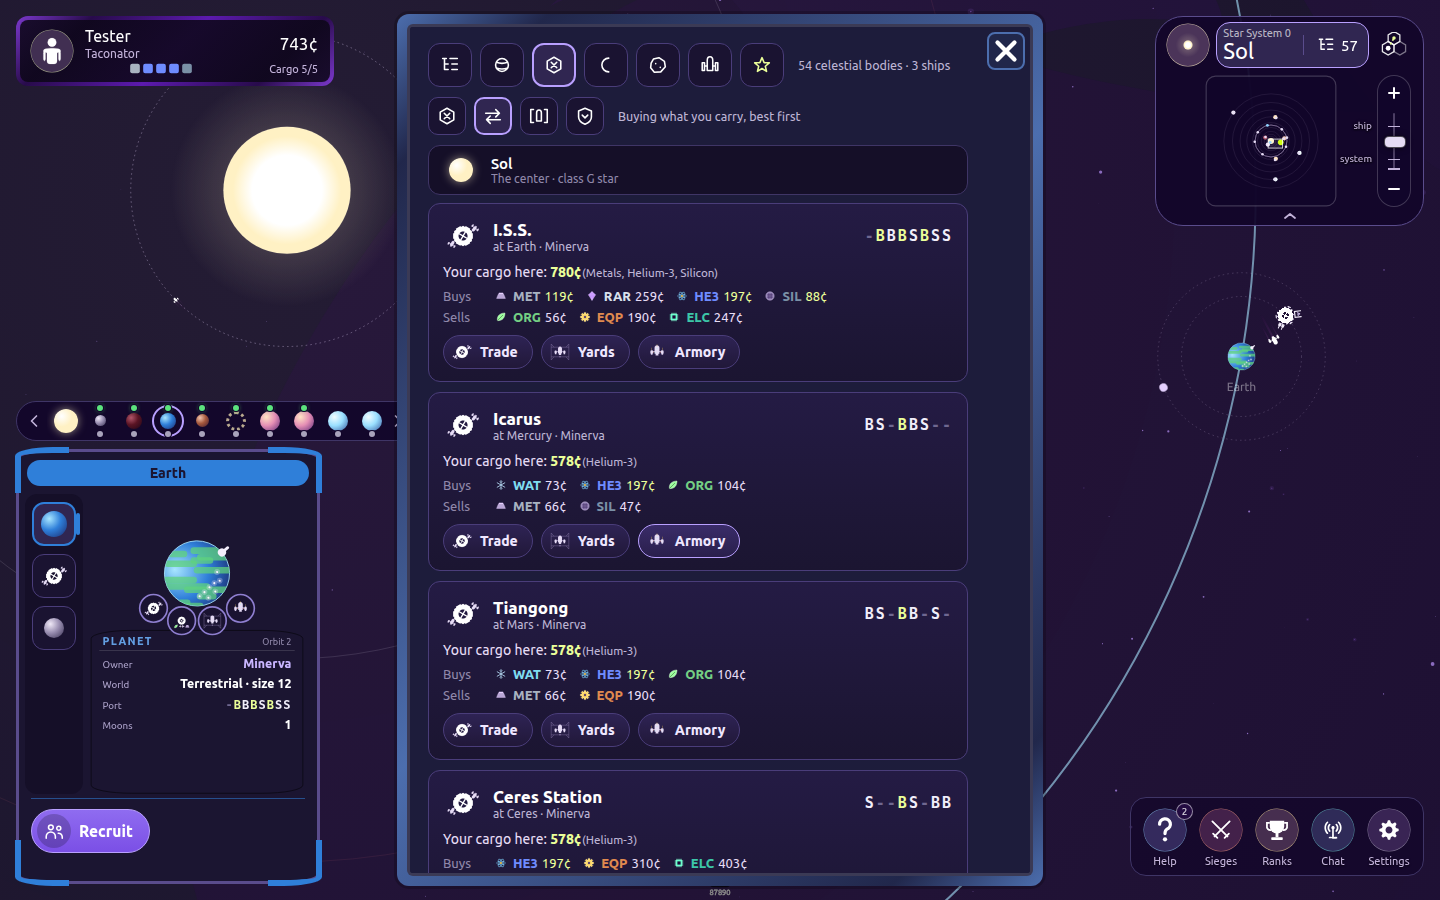 Tester
Taconator
743¢
Cargo 5/5
54 celestial bodies · 3 ships
Buying what you carry, best first
Sol
The center · class G star
I.S.S.
at Earth · Minerva
-BBBSBSS
Your cargo here: 780¢(Metals, Helium-3, Silicon)
Buys MET 119¢ RAR 259¢ HE3 197¢ SIL 88¢
Sells ORG 56¢ EQP 190¢ ELC 247¢
Trade Yards Armory
Icarus
at Mercury · Minerva
BS-BBS--
Your cargo here: 578¢(Helium-3)
Buys WAT 73¢ HE3 197¢ ORG 104¢
Sells MET 66¢ SIL 47¢
Trade Yards Armory
Tiangong
at Mars · Minerva
BS-BB-S-
Your cargo here: 578¢(Helium-3)
Buys WAT 73¢ HE3 197¢ ORG 104¢
Sells MET 66¢ EQP 190¢
Trade Yards Armory
Ceres Station
at Ceres · Minerva
S--BS-BB
Your cargo here: 578¢(Helium-3)
Buys HE3 197¢ EQP 310¢ ELC 403¢
87890
Earth
PLANET
Orbit 2
Owner Minerva
World Terrestrial · size 12
Port -BBBSBSS
Moons 1
Recruit
Star System 0
Sol
57
ship
system
Earth
2
Help Sieges Ranks Chat Settings